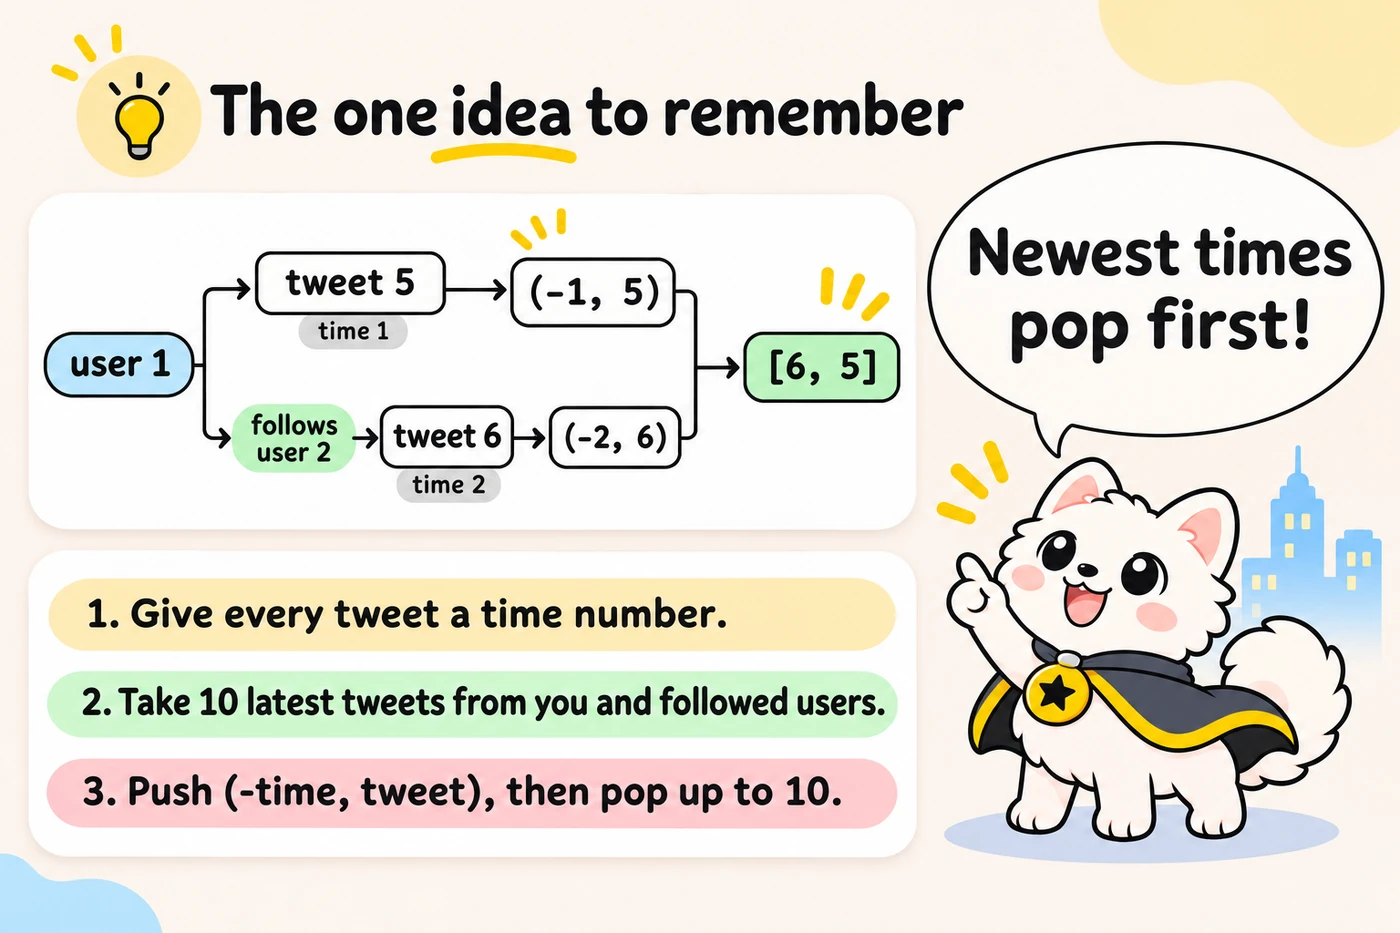 The one idea to remember
user 1
tweet 5
time 1
(-1, 5)
follows
user 2
tweet 6
time 2
(-2, 6)
[6, 5]
Newest times
pop first!
1. Give every tweet a time number.
2. Take 10 latest tweets from you and followed users.
3. Push (-time, tweet), then pop up to 10.